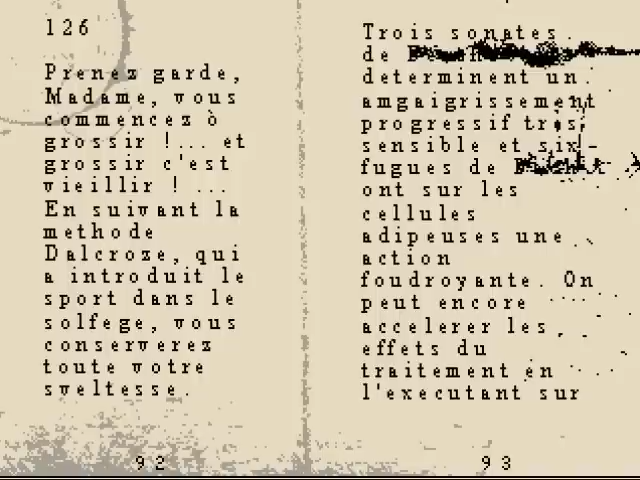 126
Prenez garde,
Madame, vous
commencez ò
grossir !... et
grossir c'est
vieillir ! ...
En suivant la
methode
Dalcroze, qui
a introduit le
sport dans le
solfege, vous
conserverez
toute votre
sveltesse.
92
Trois sonates.
de
determinent un
amgaigrissement
progressif tres
sensible et six-
fugues de
ont sur les
cellules
adipeuses une
action
foudroyante. On
peut encore
accelerer les
effets du
traitement en
l'executant sur
93